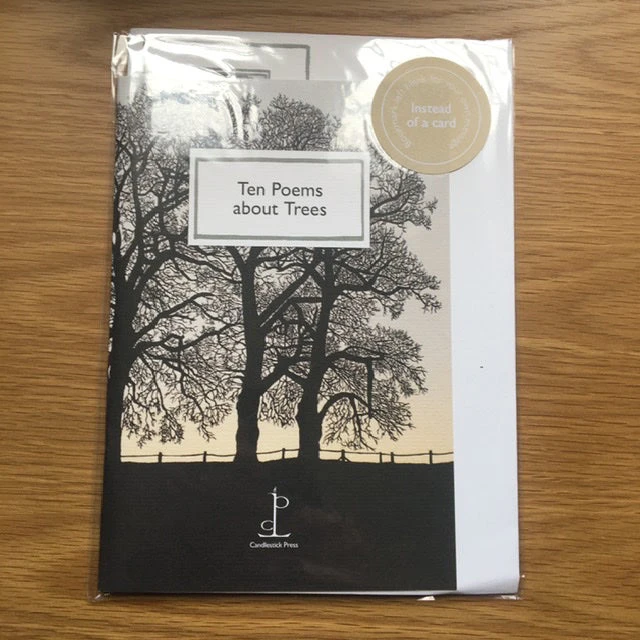 instead
of a card
Ten Poems
about Trees
Candlestick Press